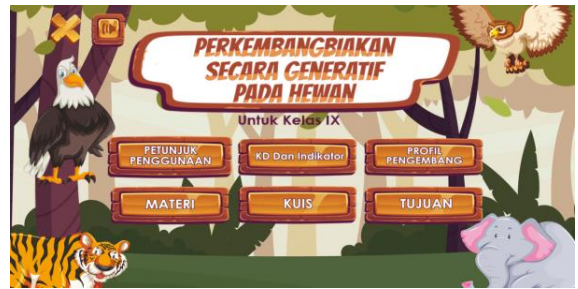 PERKEMBANGBIAKAN
SECARA GENERATIF
PADA HEWAN
Untuk Kelas IX
PETUNJUK
PENGGUNAAN
KD Dan Indikator
PROFIL
PENGEMBANG
MATERI
KUIS
TUJUAN